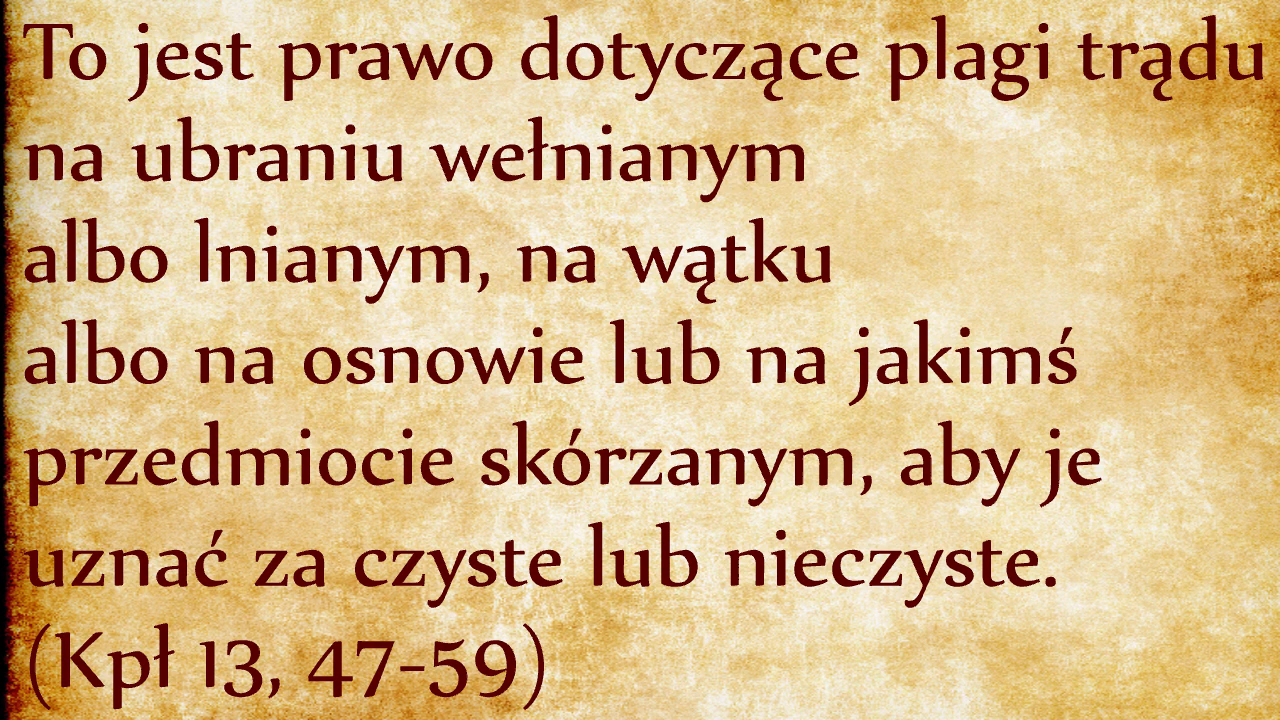 To jest prawo dotyczące plagi trądu
na ubraniu wełnianym
albo lnianym, na wątku
albo na osnowie lub na jakimś
przedmiocie skórzanym, aby je
uznać za czyste lub nieczyste.
(Kpł 13, 47-59)